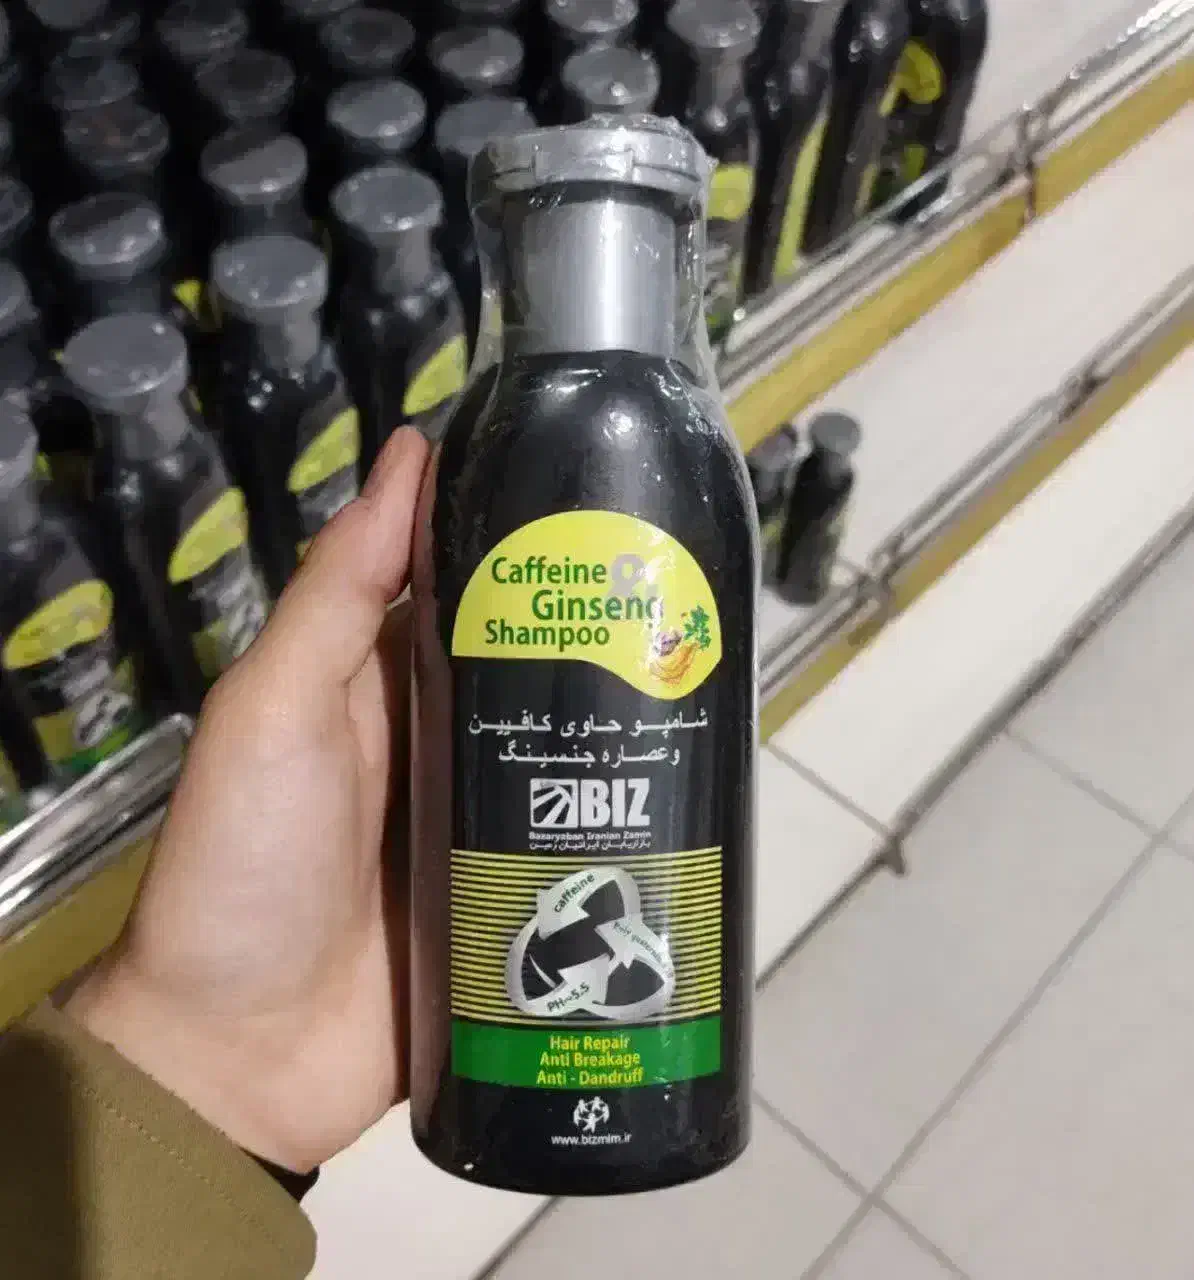 Caffeine &
Ginseng
Shampoo
شامپو حاوی کافیین
وعصاره جنسینگ
BIZ
Bazaryaban Iranian Zamin
بازاریابان ایرانیان زمین
caffeine
PH~5.5
Hair Repair
Anti Breakage
Anti - Dandruff
www.bizmlm.ir